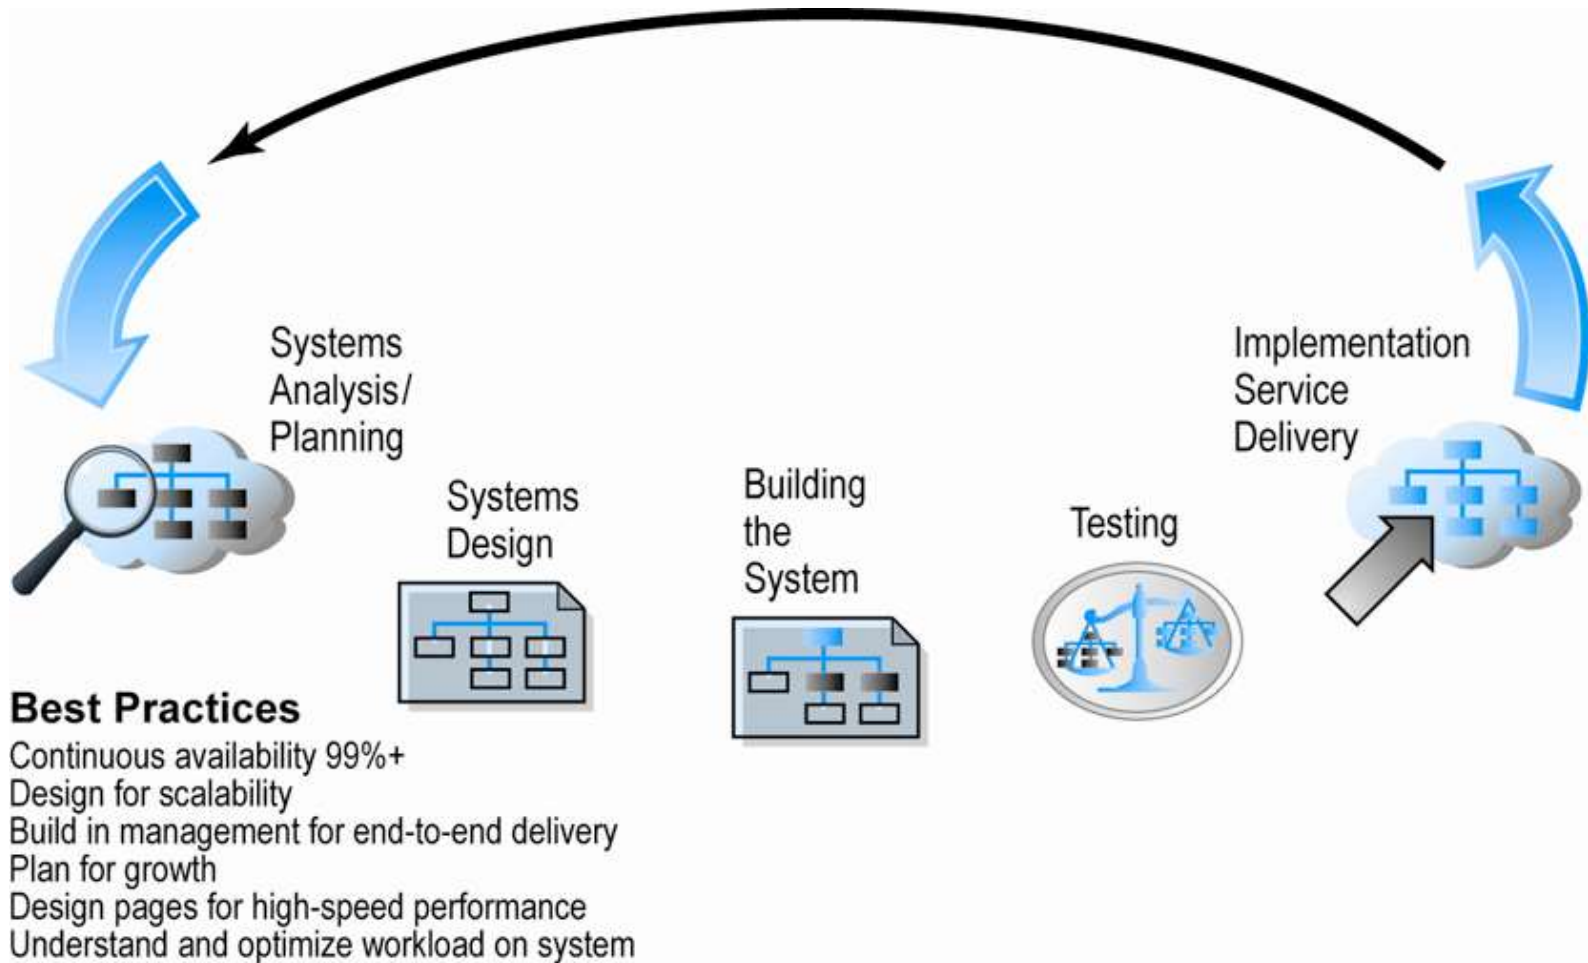 Systems
Analysis/
Planning
Systems
Design
Building
the
System
Testing
Implementation
Service
Delivery
Best Practices
Continuous availability 99%+
Design for scalability
Build in management for end-to-end delivery
Plan for growth
Design pages for high-speed performance
Understand and optimize workload on system